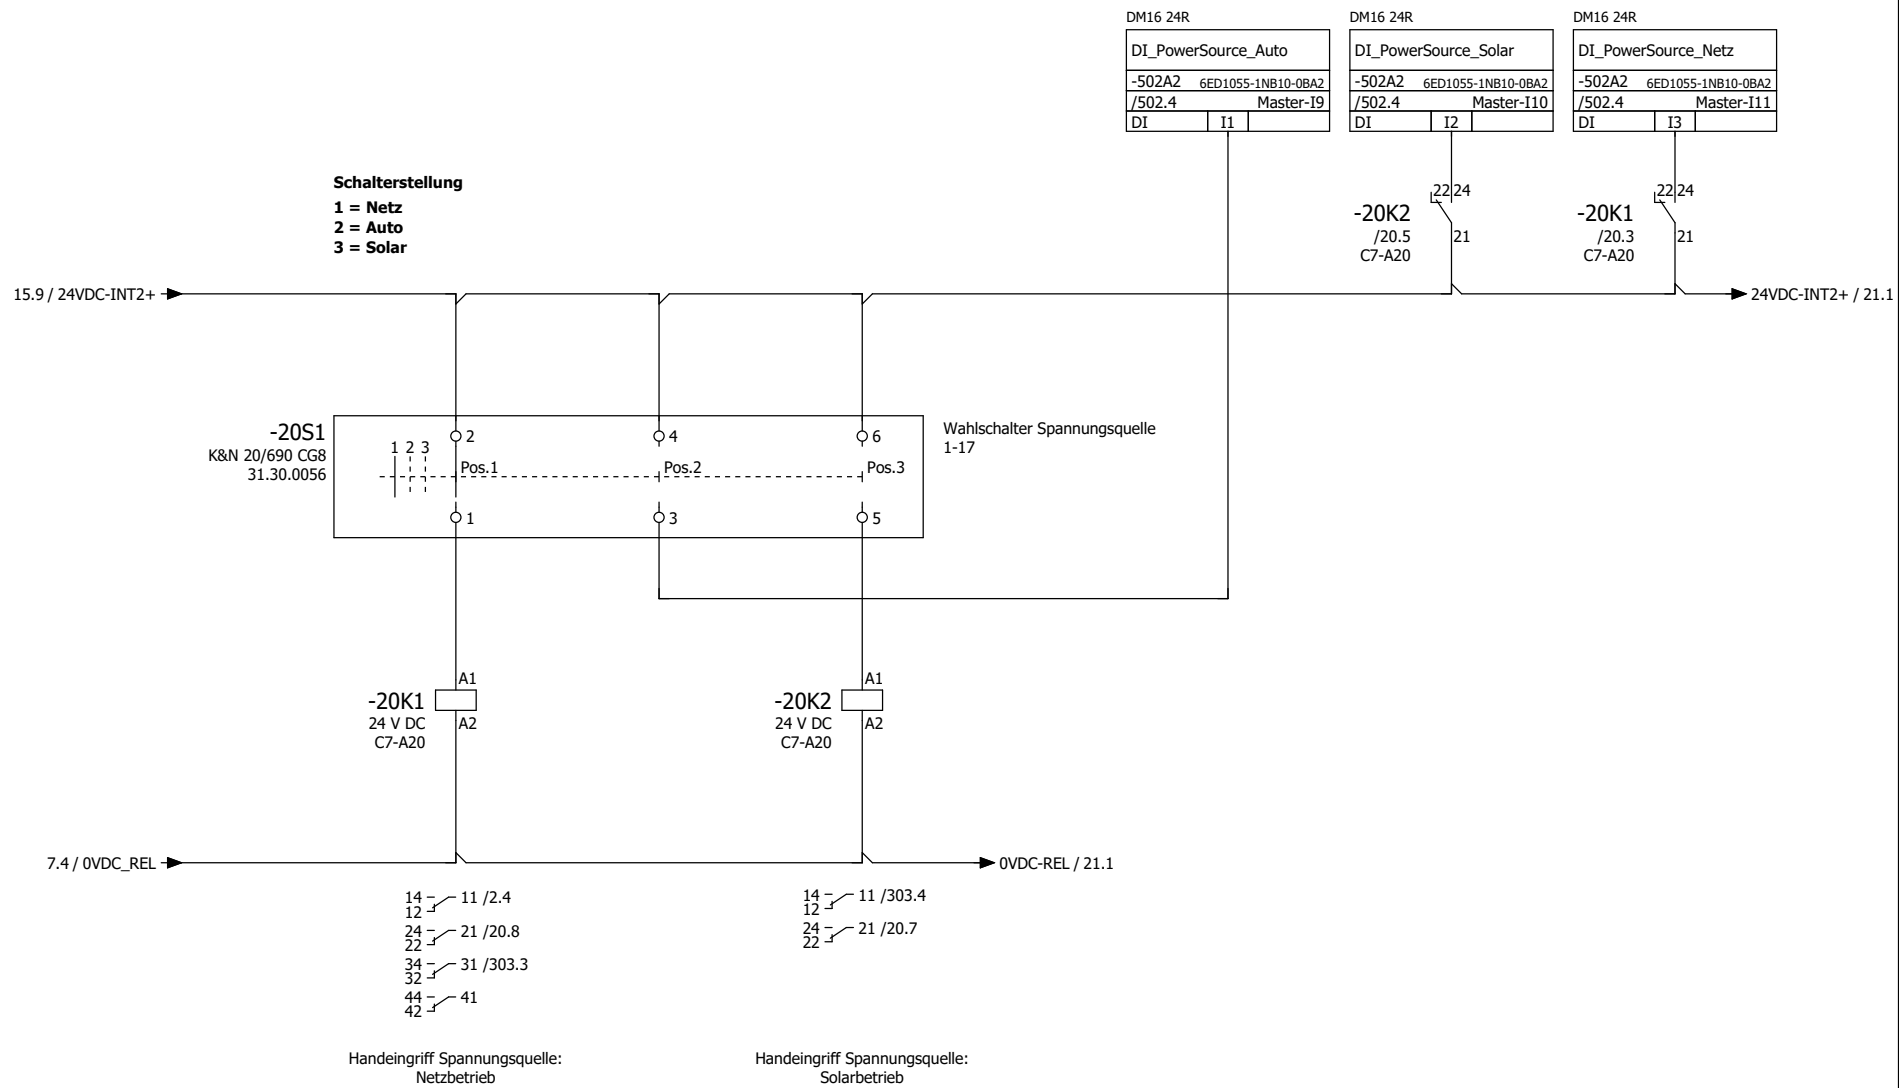 DM16 24R
DI_PowerSource_Auto
-502A2 6ED1055-1NB10-0BA2
/502.4 Master-I9
DI I1
DM16 24R
DI_PowerSource_Solar
-502A2 6ED1055-1NB10-0BA2
/502.4 Master-I10
DI I2
DM16 24R
DI_PowerSource_Netz
-502A2 6ED1055-1NB10-0BA2
/502.4 Master-I11
DI I3
Schalterstellung
1 = Netz
2 = Auto
3 = Solar
22 24
-20K2
/20.5
C7-A20
21
22 24
-20K1
/20.3
C7-A20
21
15.9 / 24VDC-INT2+
24VDC-INT2+ / 21.1
-20S1
K&N 20/690 CG8
31.30.0056
1 2 3
2
4
6
Pos.1
Pos.2
Pos.3
1
3
5
Wahlschalter Spannungsquelle
1-17
A1
-20K1
24 V DC
C7-A20
A2
A1
-20K2
24 V DC
C7-A20
A2
7.4 / 0VDC_REL
0VDC-REL / 21.1
14 11 /2.4
12
24 21 /20.8
22
34 31 /303.3
32
44 41
42
14 11 /303.4
12
24 21 /20.7
22
Handeingriff Spannungsquelle:
Netzbetrieb
Handeingriff Spannungsquelle:
Solarbetrieb